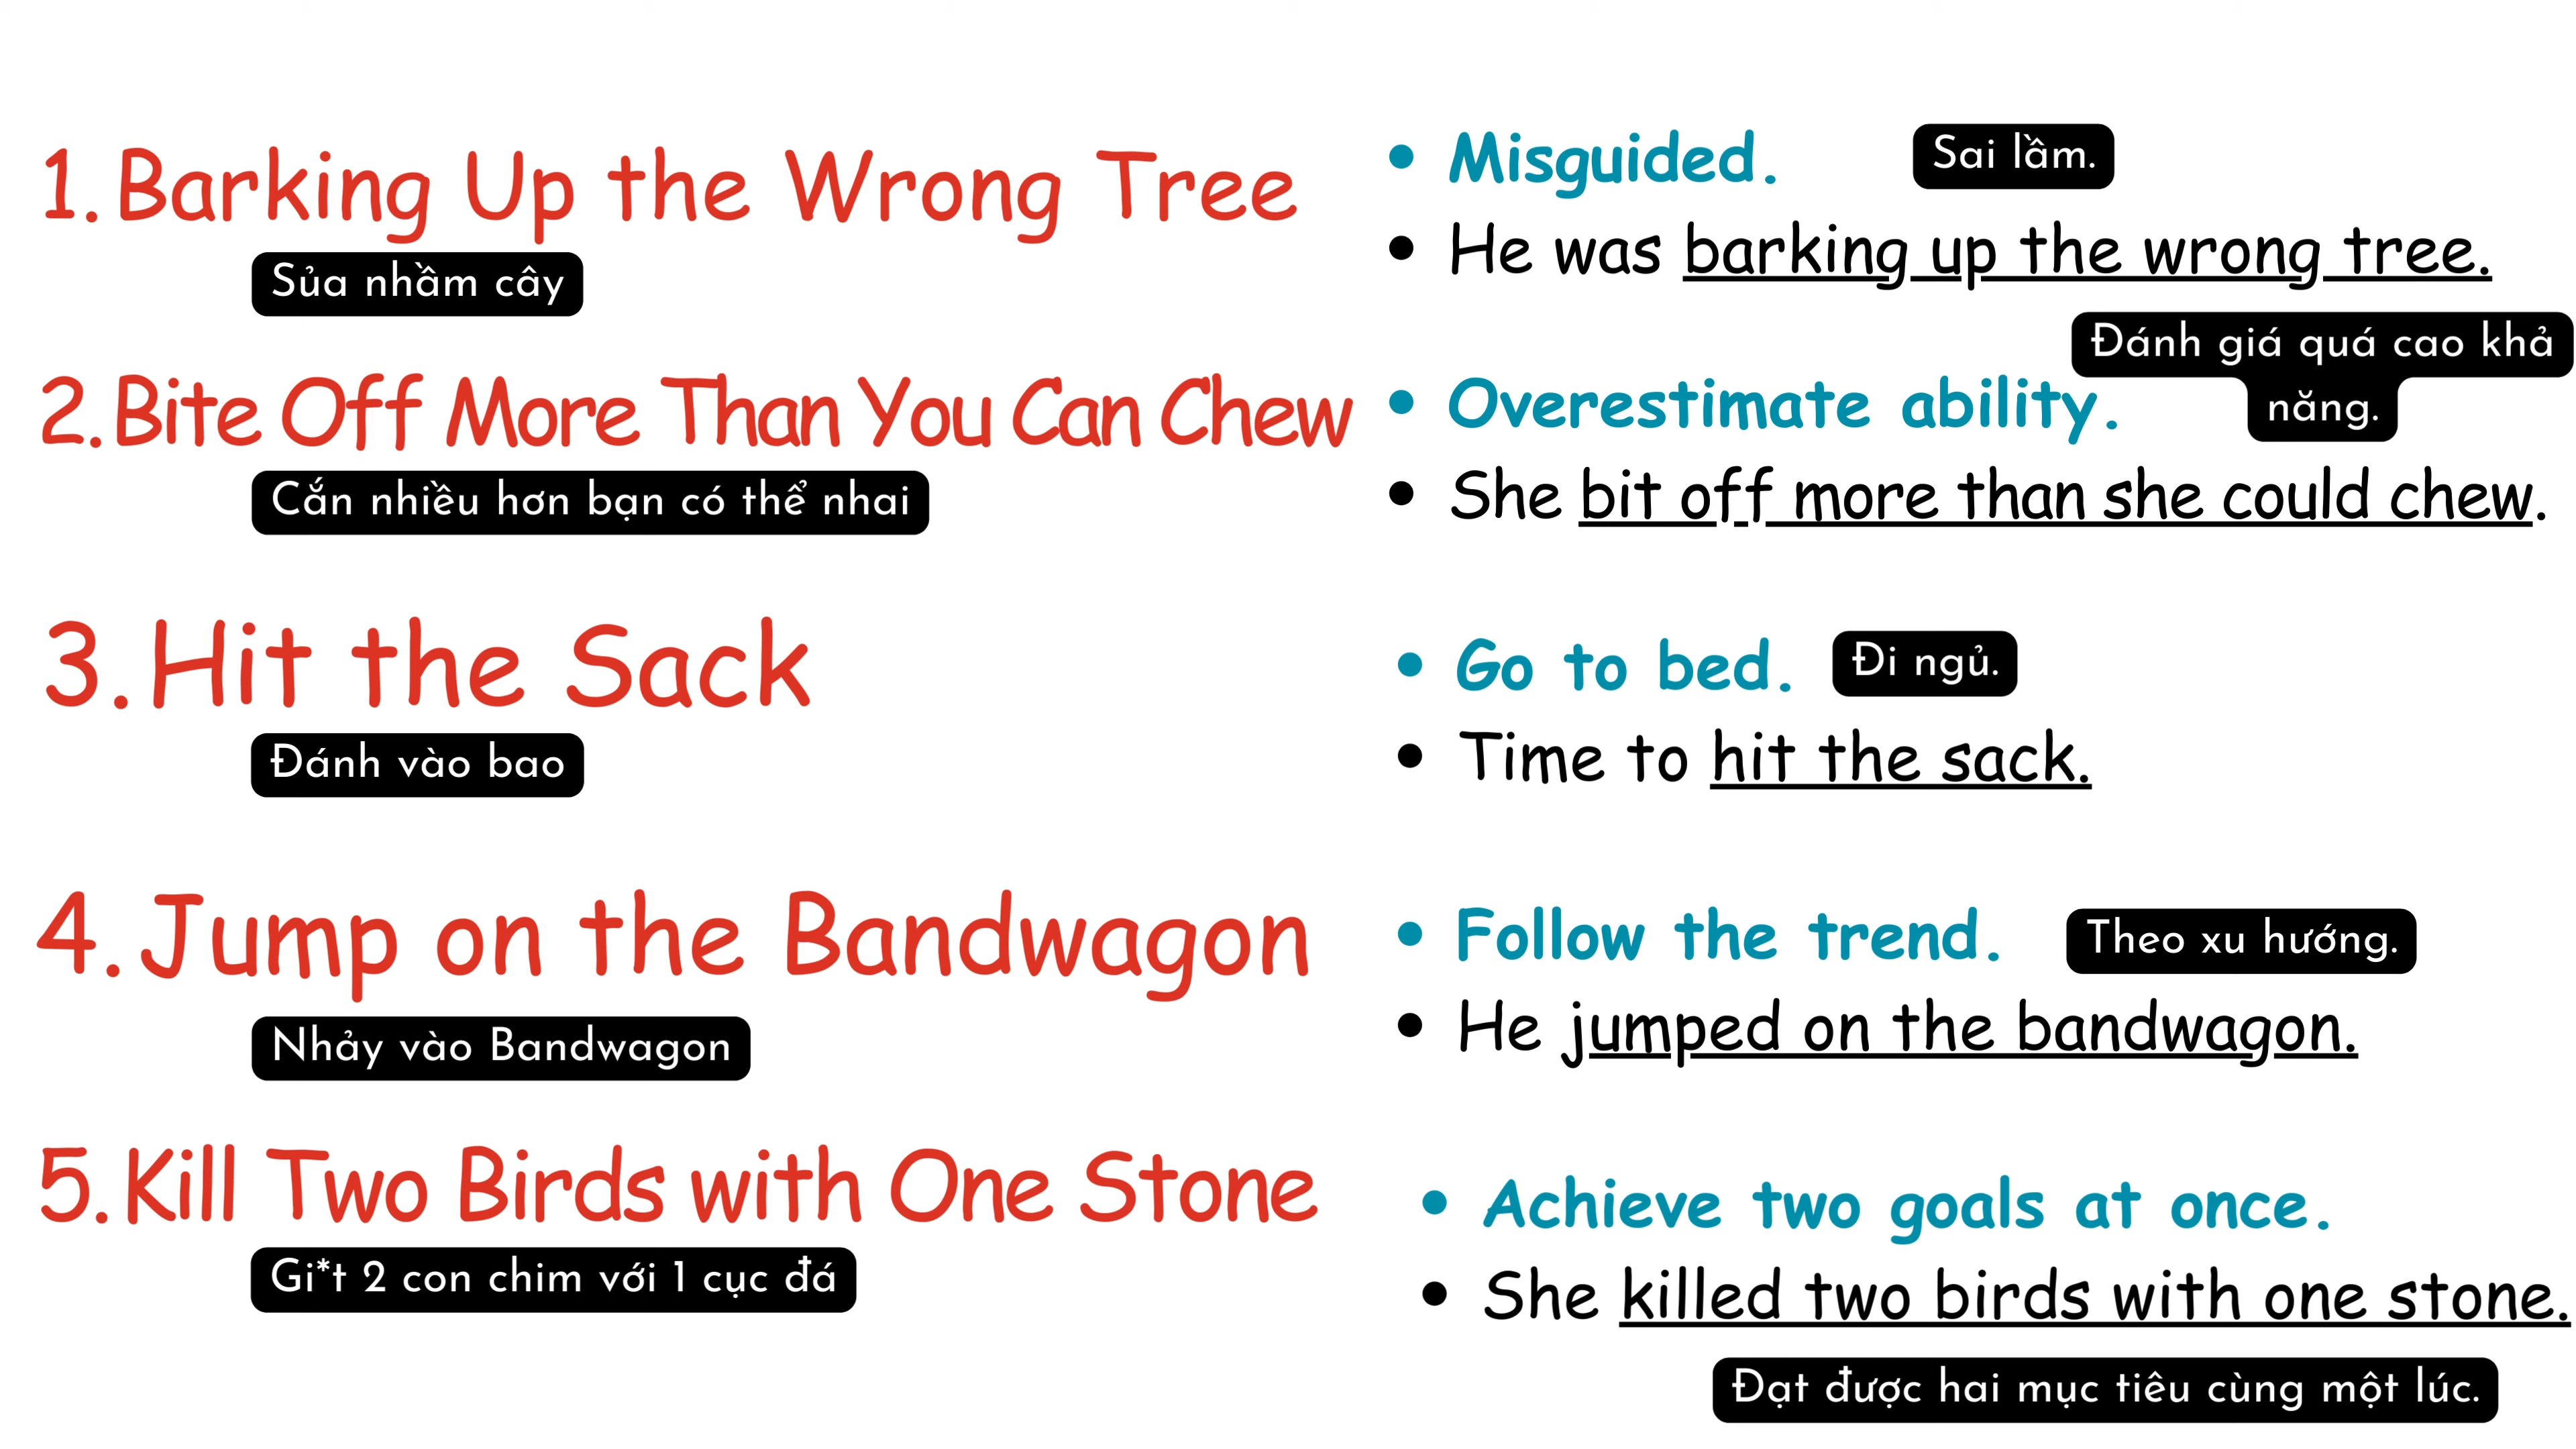 1. Barking Up the Wrong Tree
Sủa nhầm cây
• Misguided.
Sai lầm.
• He was barking up the wrong tree.
2. Bite Off More Than You Can Chew
Cắn nhiều hơn bạn có thể nhai
• Overestimate ability.
Đánh giá quá cao khả
năng.
• She bit off more than she could chew.
3. Hit the Sack
Đánh vào bao
• Go to bed.
Đi ngủ.
• Time to hit the sack.
4. Jump on the Bandwagon
Nhảy vào Bandwagon
• Follow the trend.
Theo xu hướng.
• He jumped on the bandwagon.
5. Kill Two Birds with One Stone
Gi*t 2 con chim với 1 cục đá
• Achieve two goals at once.
• She killed two birds with one stone.
Đạt được hai mục tiêu cùng một lúc.